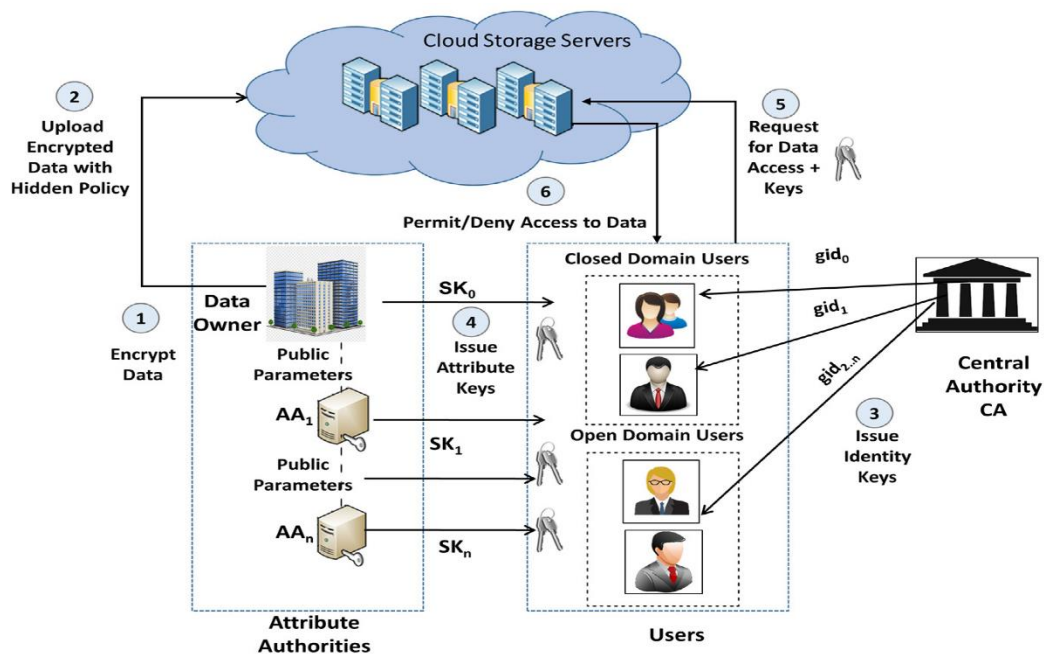 Cloud Storage Servers
2
Upload
Encrypted
Data with
Hidden Policy
5
Request
for Data
Access +
Keys
6
Permit/Deny Access to Data
1
Encrypt
Data
Data
Owner
Public
Parameters
AA₁
Public
Parameters
AAₙ
Attribute
Authorities
SK₀
4
Issue
Attribute
Keys
SK₁
SKₙ
Closed Domain Users
Open Domain Users
Users
gid₀
gid₁
gid₂..ₙ
Central
Authority
CA
3
Issue
Identity
Keys